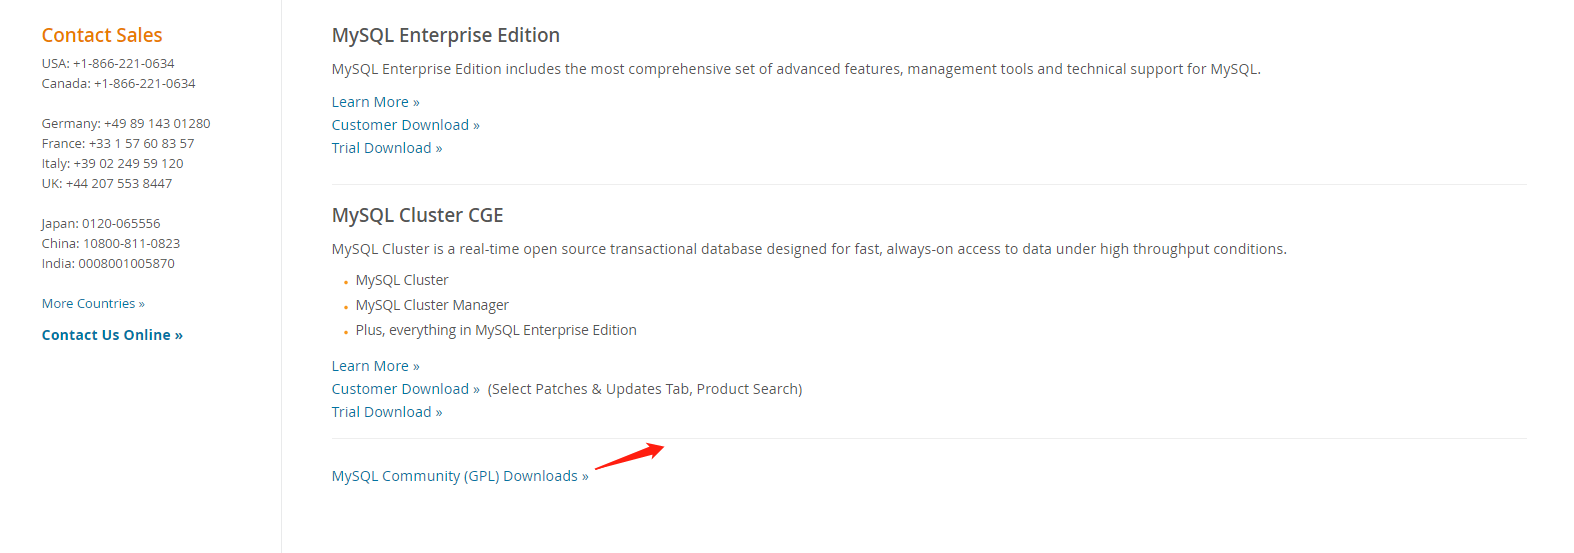 Contact Sales
USA: +1-866-221-0634
Canada: +1-866-221-0634
Germany: +49 89 143 01280
France: +33 1 57 60 83 57
Italy: +39 02 249 59 120
UK: +44 207 553 8447
Japan: 0120-065556
China: 10800-811-0823
India: 0008001005870
More Countries »
Contact Us Online »
MySQL Enterprise Edition
MySQL Enterprise Edition includes the most comprehensive set of advanced features, management tools and technical support for MySQL.
Learn More »
Customer Download »
Trial Download »
MySQL Cluster CGE
MySQL Cluster is a real-time open source transactional database designed for fast, always-on access to data under high throughput conditions.
• MySQL Cluster
• MySQL Cluster Manager
• Plus, everything in MySQL Enterprise Edition
Learn More »
Customer Download » (Select Patches & Updates Tab, Product Search)
Trial Download »
MySQL Community (GPL) Downloads »